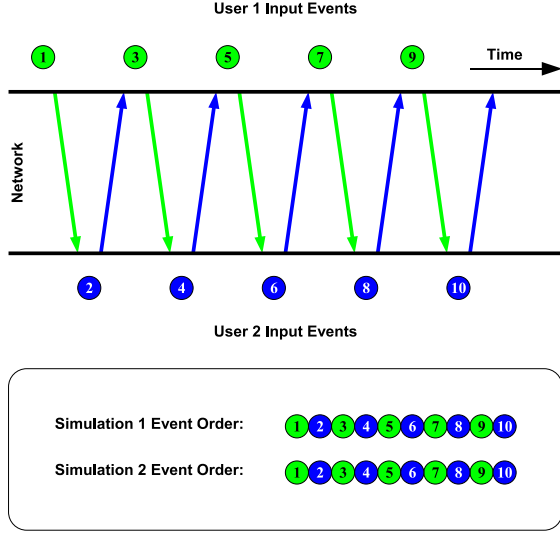 User 1 Input Events
1 3 5 7 9 Time
Network
2 4 6 8 10
User 2 Input Events
Simulation 1 Event Order: 1 2 3 4 5 6 7 8 9 10
Simulation 2 Event Order: 1 2 3 4 5 6 7 8 9 10